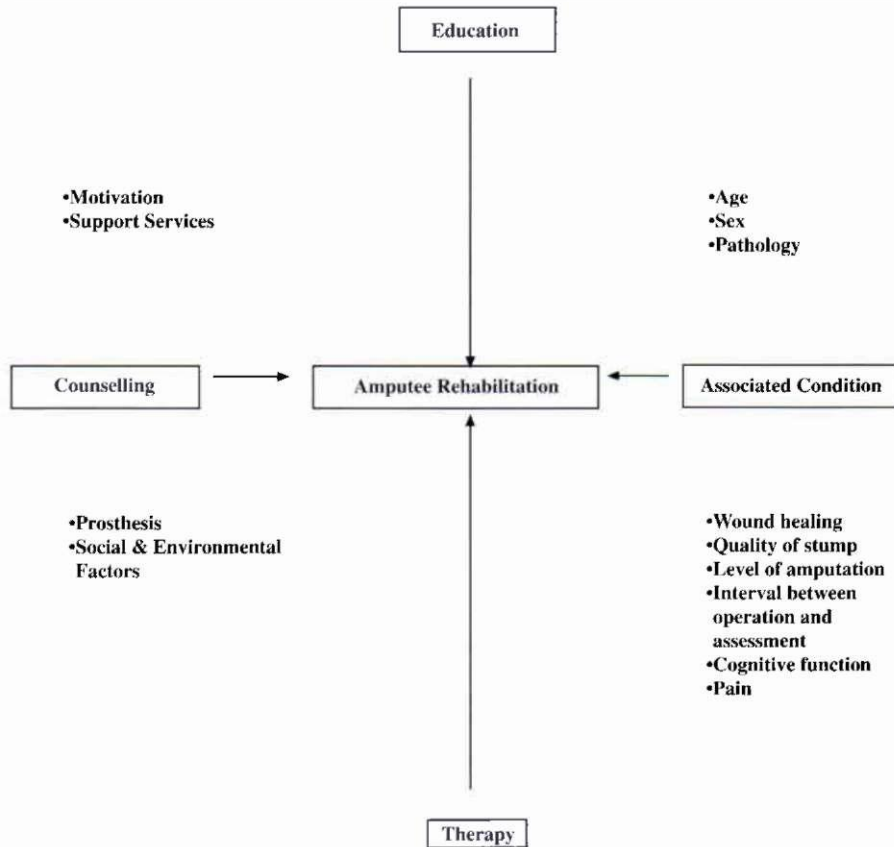 Education
•Motivation
•Support Services
•Age
•Sex
•Pathology
Counselling
Amputee Rehabilitation
Associated Condition
•Prosthesis
•Social & Environmental
Factors
•Wound healing
•Quality of stump
•Level of amputation
•Interval between
operation and
assessment
•Cognitive function
•Pain
Therapy